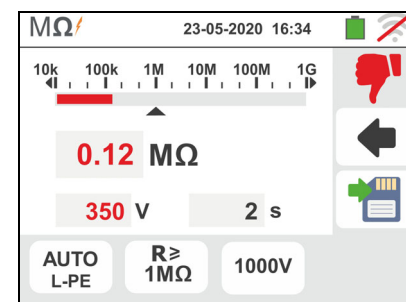 MΩ 23-05-2020 16:34
10k 100k 1M 10M 100M 1G
0.12 MΩ
350 V 2 s
AUTO
L-PE
R≥
1MΩ
1000V